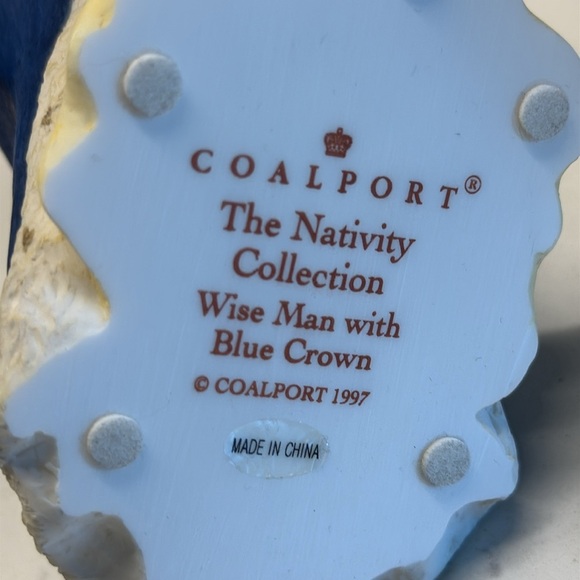 COALPORT®
The Nativity
Collection
Wise Man with
Blue Crown
© COALPORT 1997
MADE IN CHINA